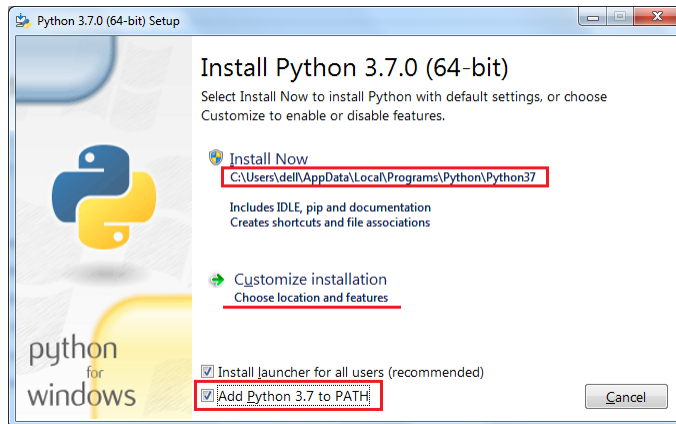 Python 3.7.0 (64-bit) Setup
Install Python 3.7.0 (64-bit)
Select Install Now to install Python with default settings, or choose
Customize to enable or disable features.
Install Now
C:\Users\dell\AppData\Local\Programs\Python\Python37
Includes IDLE, pip and documentation
Creates shortcuts and file associations
Customize installation
Choose location and features
python
for
windows
Install launcher for all users (recommended)
Add Python 3.7 to PATH
Cancel